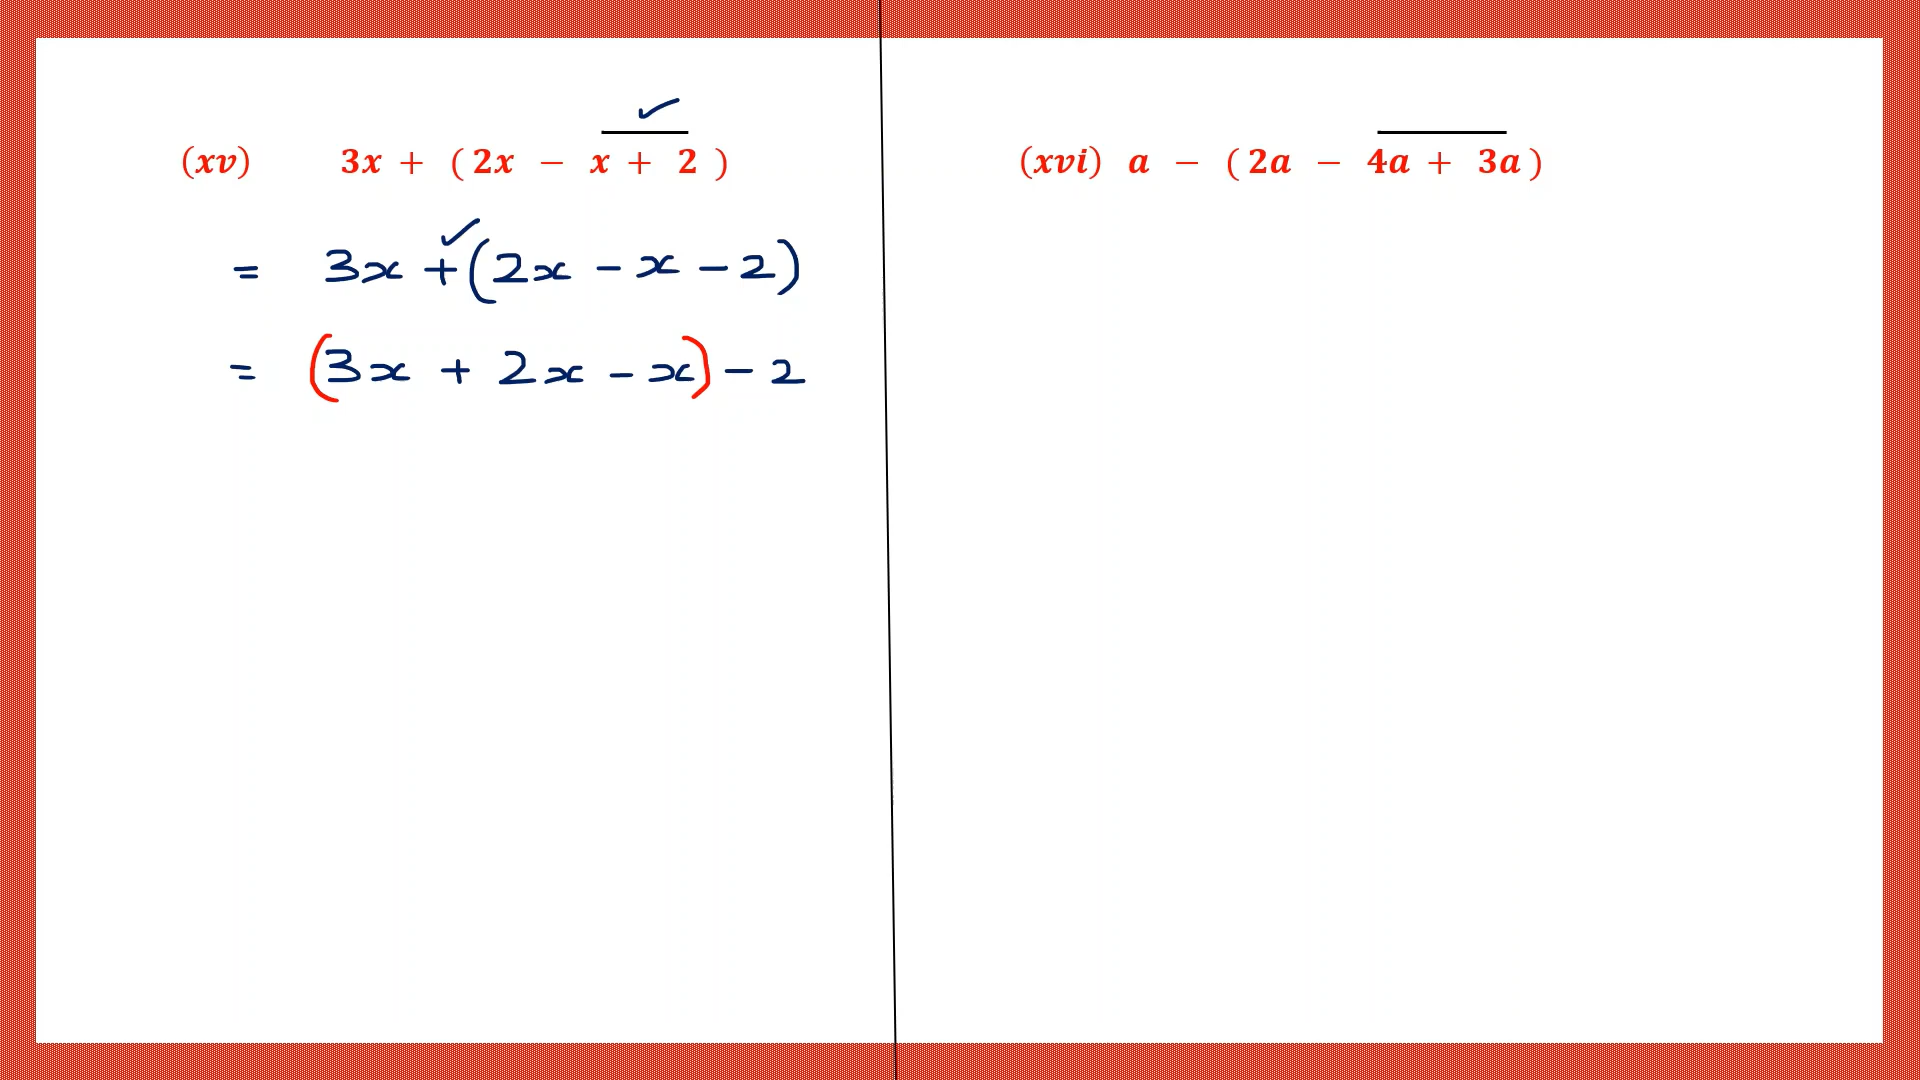 (xv) 3x + ( 2x − x + 2 )
= 3x + (2x − x − 2)
= (3x + 2x − x) − 2
(xvi) a − ( 2a − 4a + 3a )